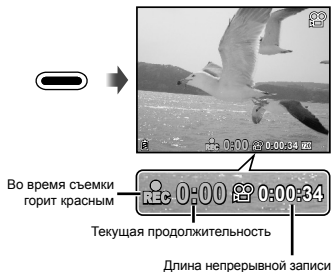 REC 0:00 0:00:34
Во время съемки
горит красным
REC 0:00 0:00:34
Текущая продолжительность
Длина непрерывной записи